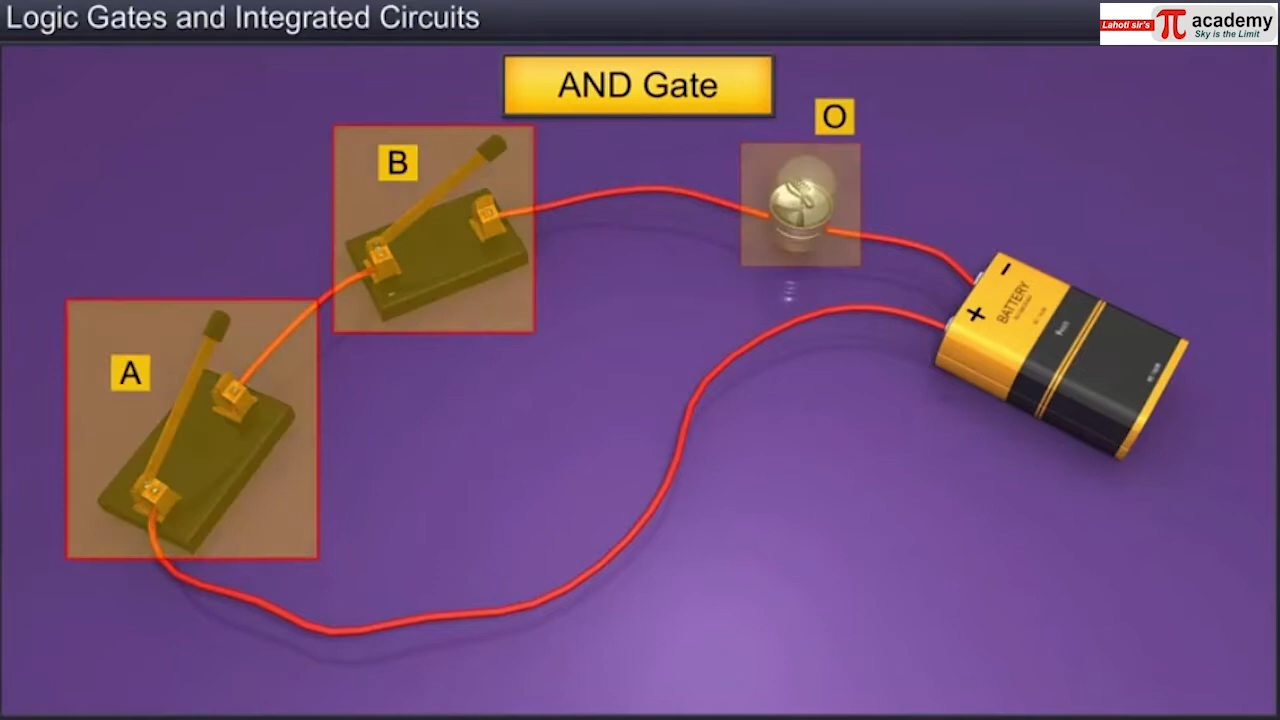 Logic Gates and Integrated Circuits
Lahoti sir's π academy
Sky is the Limit
AND Gate
O
B
A
−
+
BATTERY